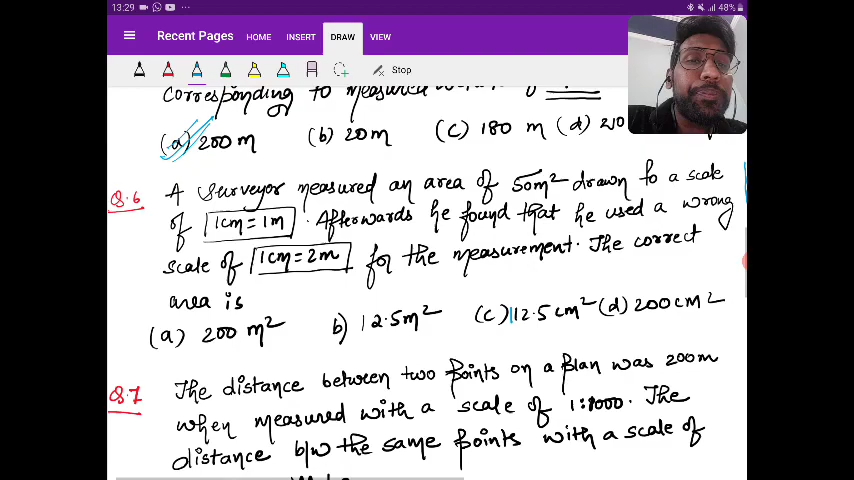 13:29
48%
Recent Pages HOME INSERT DRAW VIEW
Stop
Corresponding to measured
(a) 200 m (b) 20 m (c) 180 m (d)
Q.6 A surveyor measured an area of 50m² drawn to a scale
of 1cm = 1m. Afterwards he found that he used a wrong
scale of 1cm = 2m for the measurement. The correct
area is
(a) 200 m² b) 12.5m² (c) 12.5 cm² (d) 200 cm²
Q.7 The distance between two points on a plan was 200m
when measured with a scale of 1:1000. The
distance b/w the same points with a scale of